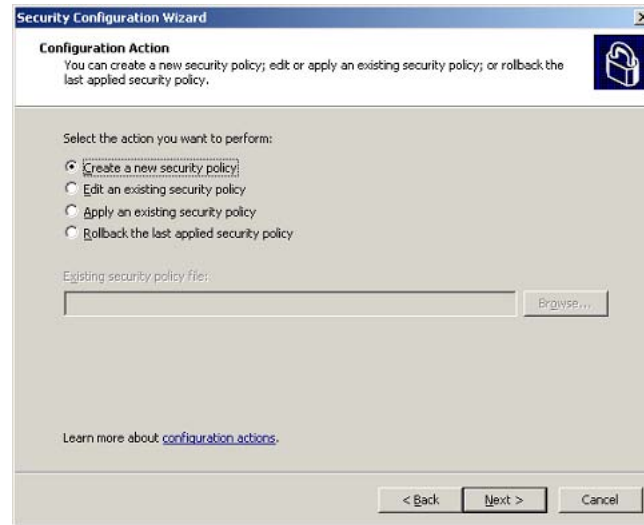 Security Configuration Wizard
Configuration Action
You can create a new security policy; edit or apply an existing security policy; or rollback the
last applied security policy.
Select the action you want to perform:
Create a new security policy
Edit an existing security policy
Apply an existing security policy
Rollback the last applied security policy
Existing security policy file:
Browse...
Learn more about configuration actions.
< Back
Next >
Cancel